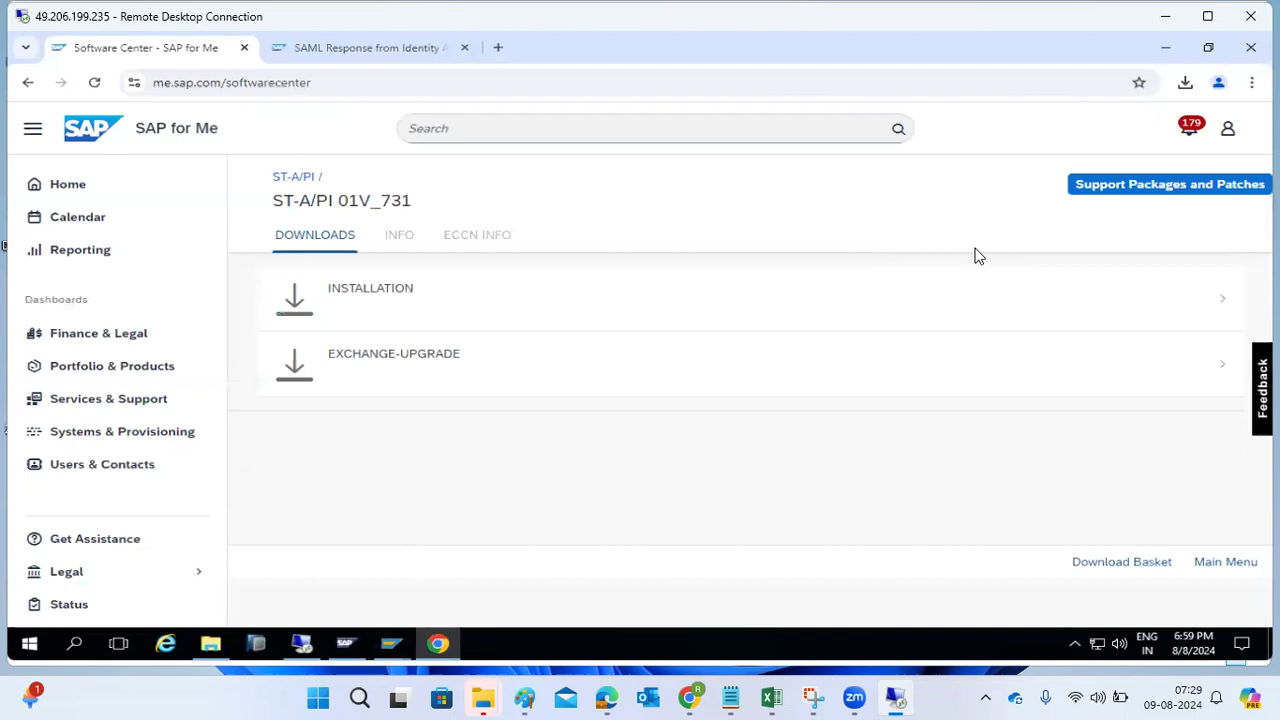 49.206.199.235 - Remote Desktop Connection
Software Center - SAP for Me
SAML Response from Identity A
me.sap.com/softwarecenter
SAP
SAP for Me
Search
179
Home
Calendar
Reporting
Dashboards
Finance & Legal
Portfolio & Products
Services & Support
Systems & Provisioning
Users & Contacts
Get Assistance
Legal
Status
ST-A/PI /
ST-A/PI 01V_731
Support Packages and Patches
DOWNLOADS
INFO
ECCN INFO
INSTALLATION
EXCHANGE-UPGRADE
Feedback
Download Basket
Main Menu
ENG
IN
6:59 PM
8/8/2024
1
R
zm
07:29
09-08-2024
PRE